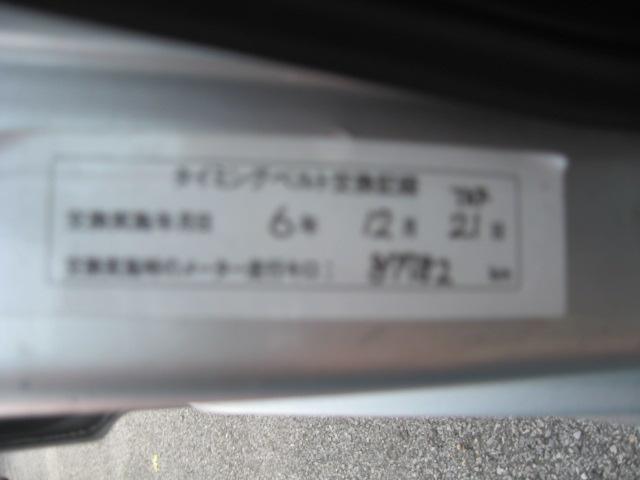 タイミングベルト交換記録
交換実施年月日 6年 12月 21日
交換実施時のメーター走行キロ: km